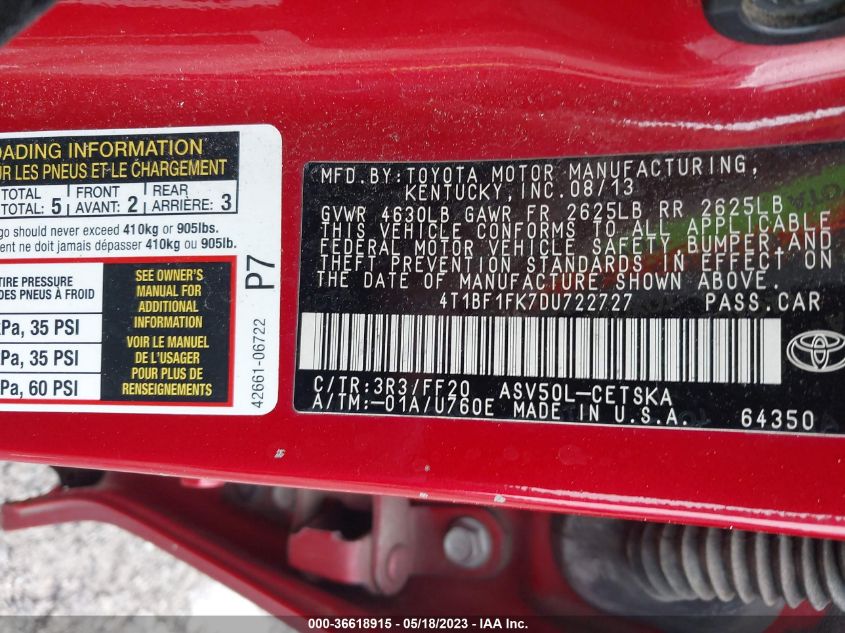 OADING INFORMATION
UR LES PNEUS ET LE CHARGEMENT
TOTAL FRONT REAR
TOTAL: 5 AVANT: 2 ARRIÈRE: 3
go should never exceed 410kg or 905lbs.
ent ne doit jamais dépasser 410kg ou 905lb.
TIRE PRESSURE
DES PNEUS À FROID
kPa, 35 PSI
Pa, 35 PSI
Pa, 60 PSI
SEE OWNER'S
MANUAL FOR
ADDITIONAL
INFORMATION
VOIR LE MANUEL
DE L'USAGER
POUR PLUS DE
RENSEIGNEMENTS
P7
42661-06722
MFD.BY:TOYOTA MOTOR MANUFACTURING,
KENTUCKY,INC.08/13
GVWR 4630LB GAWR FR 2625LB RR 2625LB
THIS VEHICLE CONFORMS TO ALL APPLICABLE
FEDERAL MOTOR VEHICLE SAFETY BUMPER,AND
THEFT PREVENTION STANDARDS IN EFFECT ON
THE DATE OF MANUFACTURE SHOWN ABOVE.
4T1BF1FK7DU722727 PASS.CAR
C/TR:3R3/FF20 ASV50L-CETSKA
A/TM:-01A/U760E MADE IN U.S.A. 64350
000-36618915 - 05/18/2023 - IAA Inc.